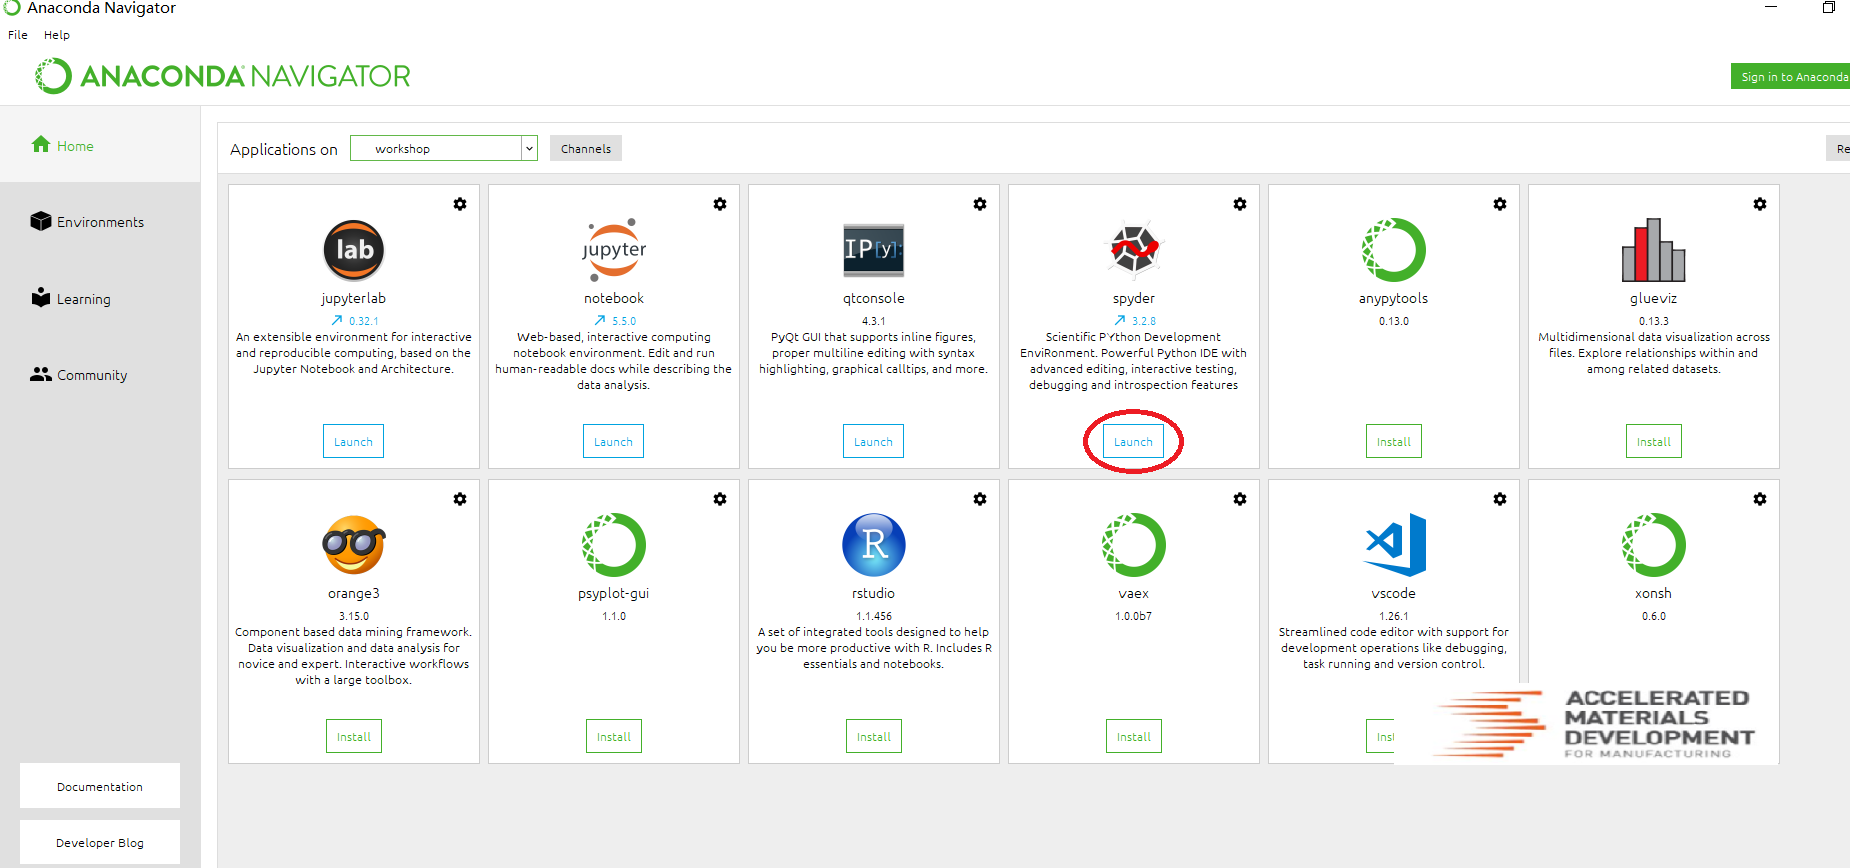 Anaconda Navigator
File Help
ANACONDA NAVIGATOR
Sign in to Anaconda
Home
Environments
Learning
Community
Documentation
Developer Blog
Applications on workshop Channels
Re
lab
jupyterlab
0.32.1
An extensible environment for interactive
and reproducible computing, based on the
Jupyter Notebook and Architecture.
Launch
jupyter
notebook
5.5.0
Web-based, interactive computing
notebook environment. Edit and run
human-readable docs while describing the
data analysis.
Launch
IP[y]:
qtconsole
4.3.1
PyQt GUI that supports inline figures,
proper multiline editing with syntax
highlighting, graphical calltips, and more.
Launch
spyder
3.2.8
Scientific PYthon Development
EnviRonment. Powerful Python IDE with
advanced editing, interactive testing,
debugging and introspection features
Launch
anypytools
0.13.0
Install
glueviz
0.13.3
Multidimensional data visualization across
files. Explore relationships within and
among related datasets.
Install
orange3
3.15.0
Component based data mining framework.
Data visualization and data analysis for
novice and expert. Interactive workflows
with a large toolbox.
Install
psyplot-gui
1.1.0
Install
R
rstudio
1.1.456
A set of integrated tools designed to help
you be more productive with R. Includes R
essentials and notebooks.
Install
vaex
1.0.0b7
Install
vscode
1.26.1
Streamlined code editor with support for
development operations like debugging,
task running and version control.
Inst
xonsh
0.6.0
ACCELERATED
MATERIALS
DEVELOPMENT
FOR MANUFACTURING